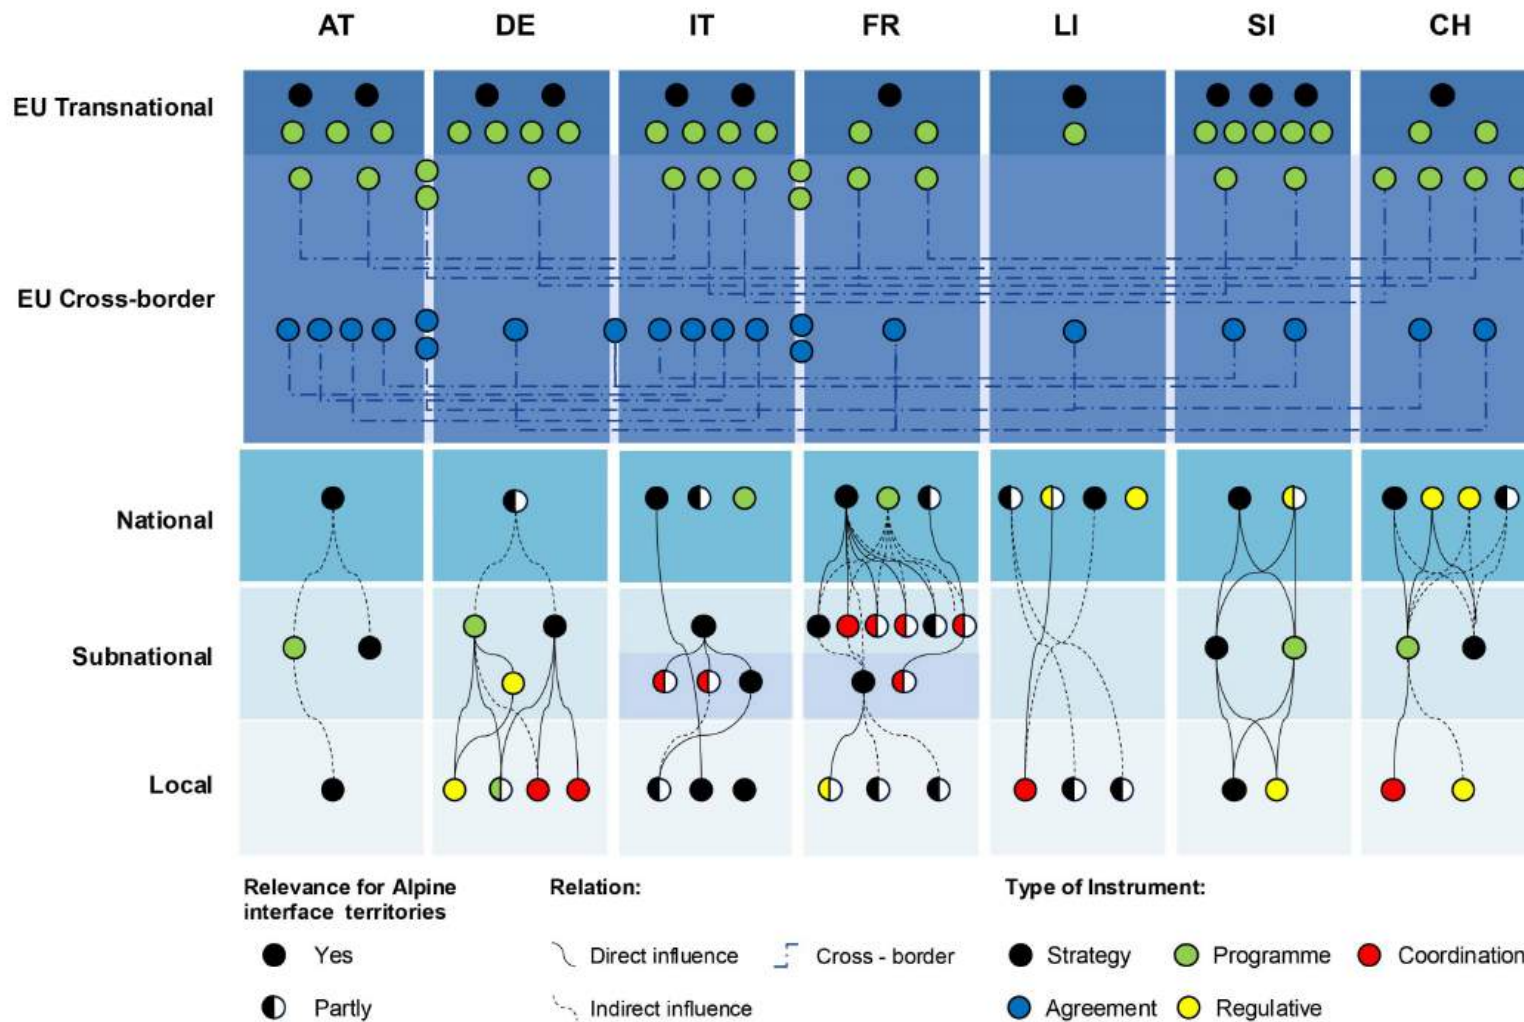 AT DE IT FR LI SI CH
EU Transnational
EU Cross-border
National
Subnational
Local
Relevance for Alpine
interface territories
Yes
Partly
Relation:
Direct influence
Cross - border
Indirect influence
Type of Instrument:
Strategy
Programme
Coordination
Agreement
Regulative